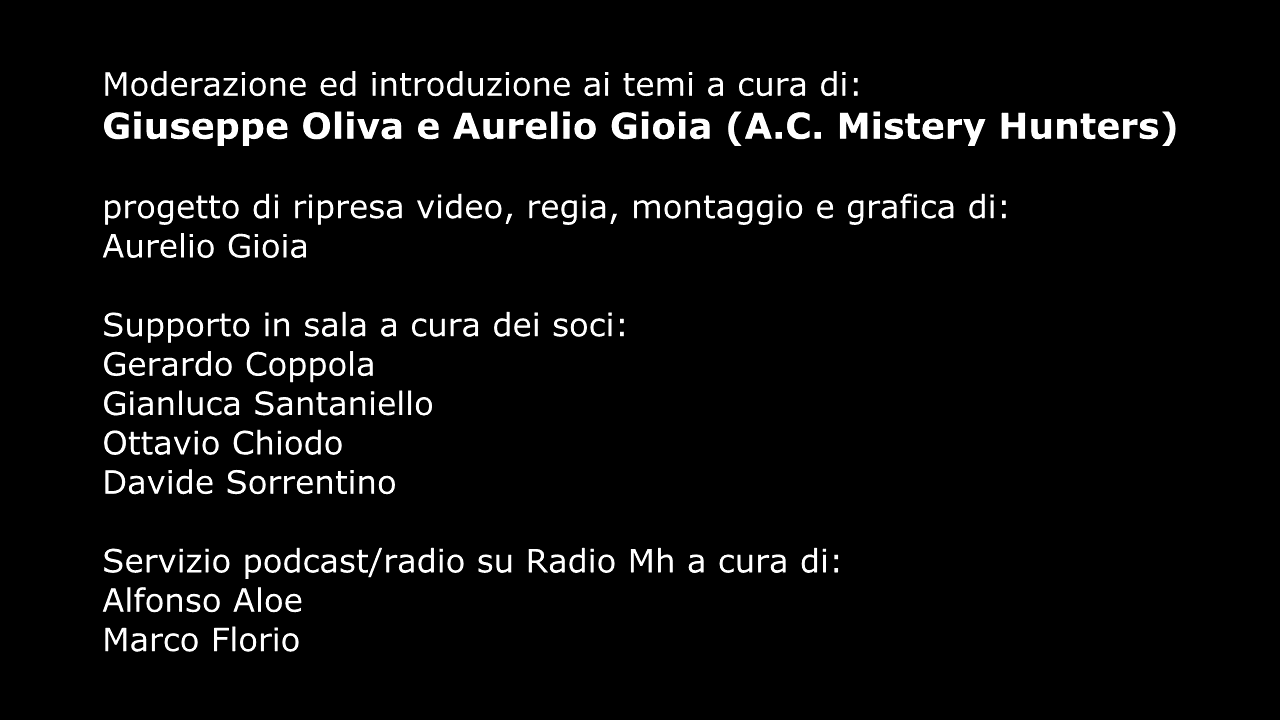 Moderazione ed introduzione ai temi a cura di:
Giuseppe Oliva e Aurelio Gioia (A.C. Mistery Hunters)
progetto di ripresa video, regia, montaggio e grafica di:
Aurelio Gioia
Supporto in sala a cura dei soci:
Gerardo Coppola
Gianluca Santaniello
Ottavio Chiodo
Davide Sorrentino
Servizio podcast/radio su Radio Mh a cura di:
Alfonso Aloe
Marco Florio